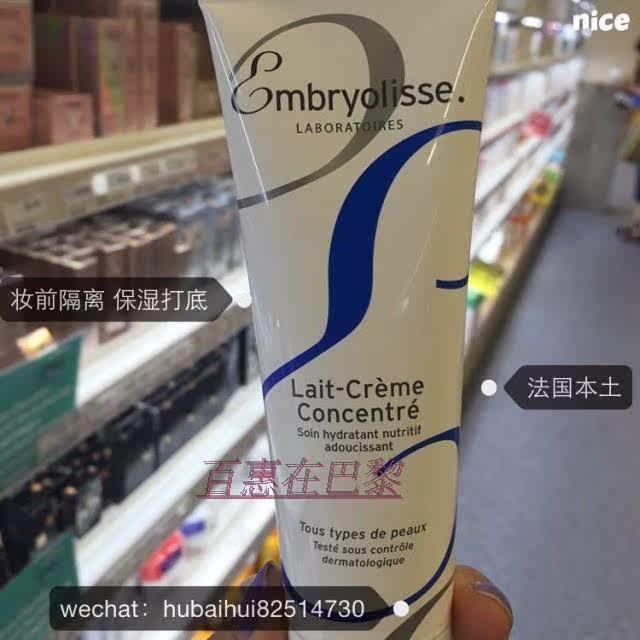 nice
Embryolisse.
LABORATOIRES
妆前隔离 保湿打底
法国本土
Lait-Crème
Concentré
Soin hydratant nutritif
adoucissant
百惠在巴黎
Tous types de peaux
Testé sous contrôle
dermatologique
wechat: hubaihui82514730